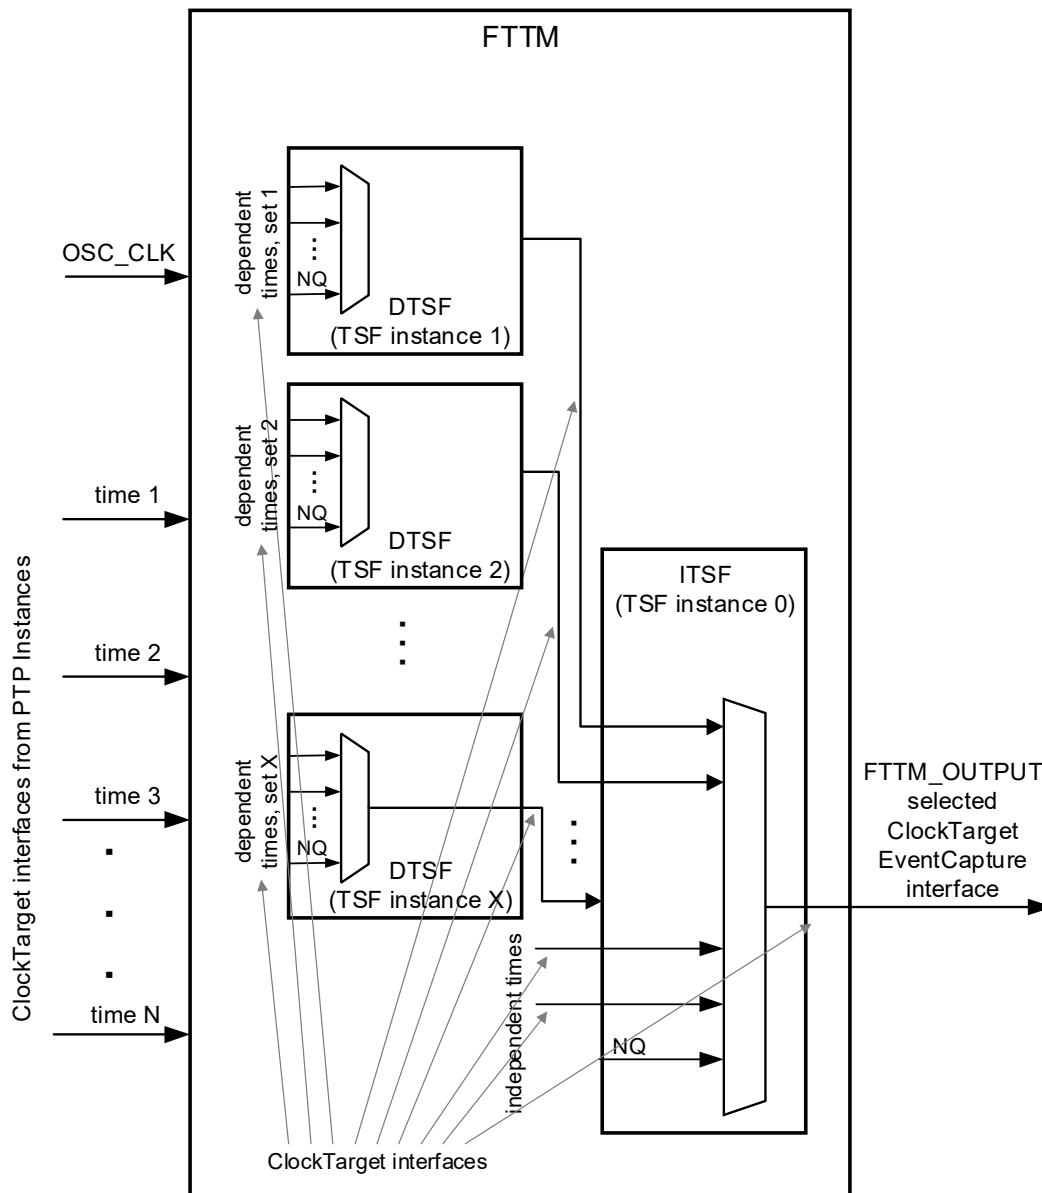 FTTM
OSC_CLK
dependent
times, set 1
NQ
DTSF
(TSF instance 1)
dependent
times, set 2
NQ
DTSF
(TSF instance 2)
ClockTarget interfaces from PTP Instances
time 1
time 2
time 3
time N
dependent
times, set X
NQ
DTSF
(TSF instance X)
ITSF
(TSF instance 0)
independent times
NQ
FTTM_OUTPUT
selected
ClockTarget
EventCapture
interface
ClockTarget interfaces